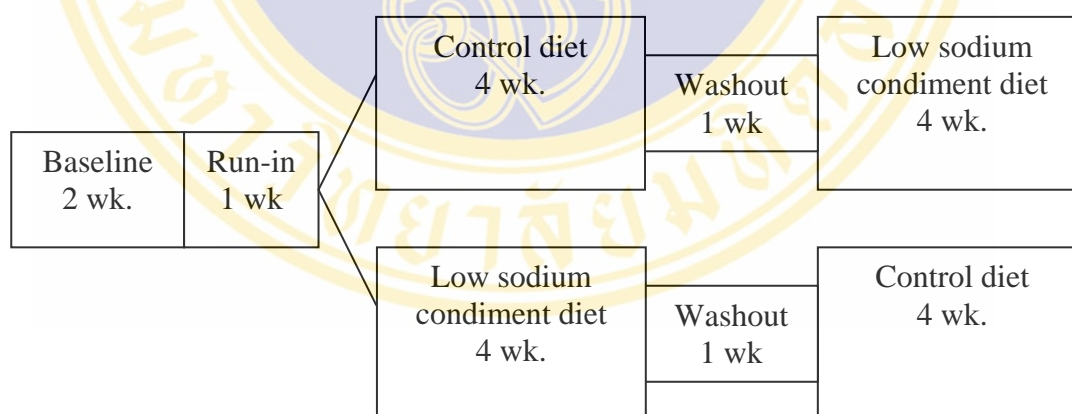 Baseline
2 wk.
Run-in
1 wk
Control diet
4 wk.
Washout
1 wk
Low sodium
condiment diet
4 wk.
Low sodium
condiment diet
4 wk.
Washout
1 wk
Control diet
4 wk.